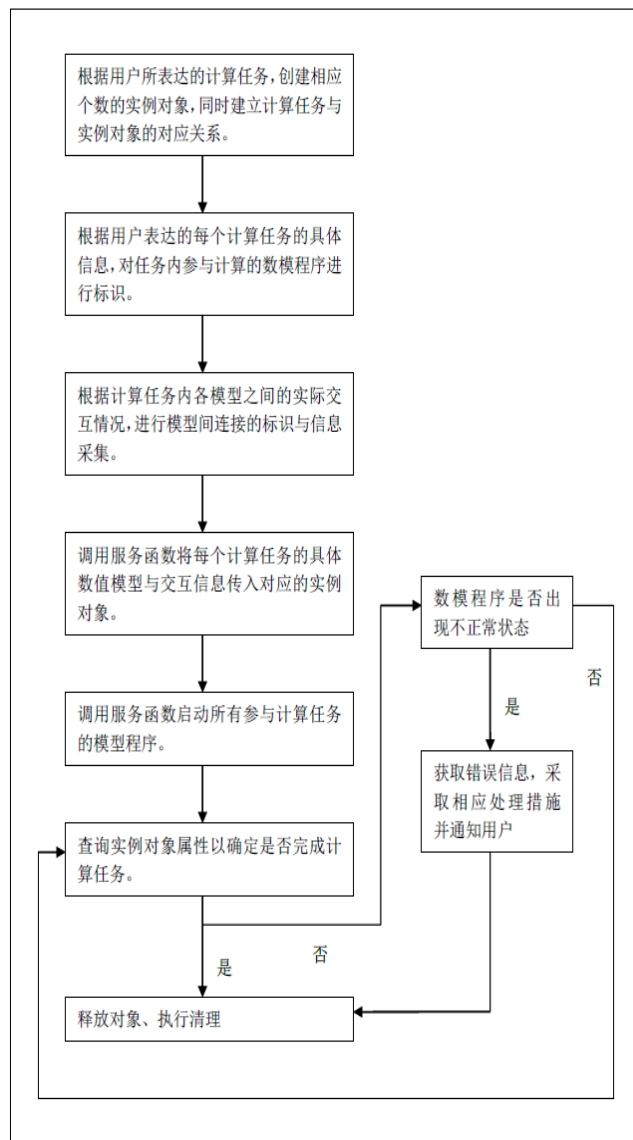 根据用户所表达的计算任务,创建相应
个数的实例对象,同时建立计算任务与
实例对象的对应关系。
根据用户表达的每个计算任务的具体
信息,对任务内参与计算的数模程序进
行标识。
根据计算任务内各模型之间的实际交
互情况,进行模型间连接的标识与信息
采集。
调用服务函数将每个计算任务的具体
数值模型与交互信息传入对应的实例
对象。
调用服务函数启动所有参与计算任务
的模型程序。
查询实例对象属性以确定是否完成计
算任务。
是
否
释放对象、执行清理
数模程序是否出
现不正常状态
否
是
获取错误信息，采
取相应处理措施
并通知用户